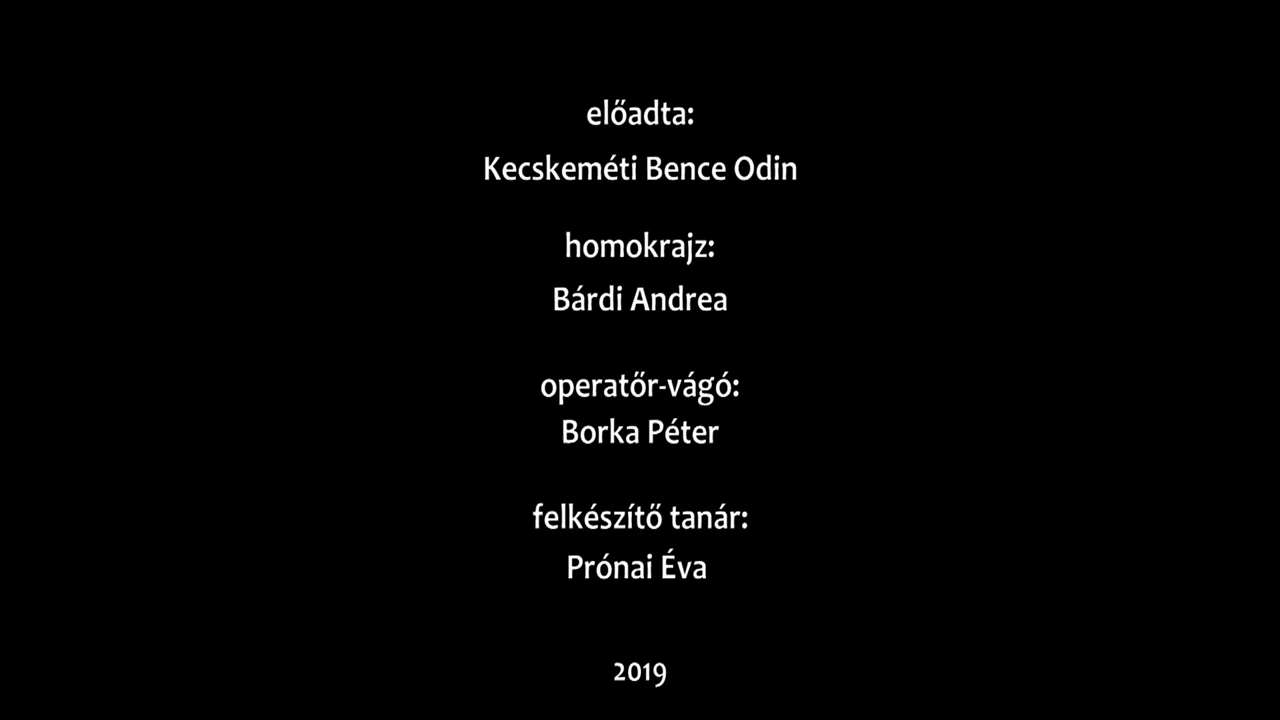 előadta:
Kecskeméti Bence Odin
homokrajz:
Bárdi Andrea
operatőr-vágó:
Borka Péter
felkészítő tanár:
Prónai Éva
2019